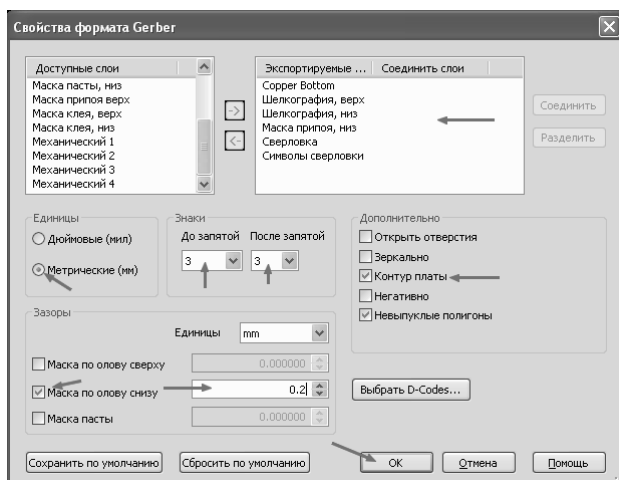 Свойства формата Gerber
Доступные слои
Маска пасты, низ
Маска припоя верх
Маска клея, верх
Маска клея, низ
Механический 1
Механический 2
Механический 3
Механический 4
->
<-
Экспортируемые ... Соединить слои
Copper Bottom
Шелкография, верх
Шелкография, низ
Маска припоя, низ
Сверловка
Символы сверловки
Соединить
Разделить
Единицы
Дюймовые (мил)
Метрические (мм)
Знаки
До запятой После запятой
3 3
Дополнительно
Открыть отверстия
Зеркально
Контур платы
Негативно
Невыпуклые полигоны
Зазоры
Единицы mm
Маска по олову сверху 0.000000
Маска по олову снизу 0.2
Маска пасты 0.000000
Выбрать D-Codes...
Сохранить по умолчанию Сбросить по умолчанию OK Отмена Помощь